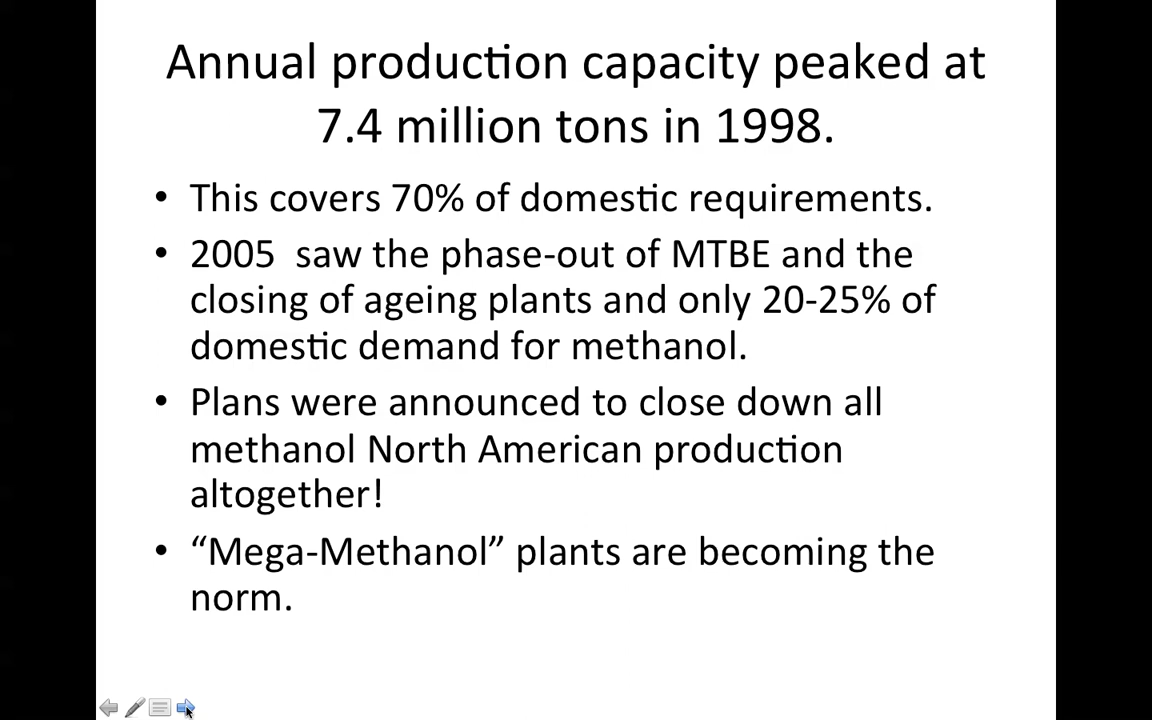 Annual production capacity peaked at
7.4 million tons in 1998.
• This covers 70% of domestic requirements.
• 2005  saw the phase-out of MTBE and the
closing of ageing plants and only 20-25% of
domestic demand for methanol.
• Plans were announced to close down all
methanol North American production
altogether!
• “Mega-Methanol” plants are becoming the
norm.